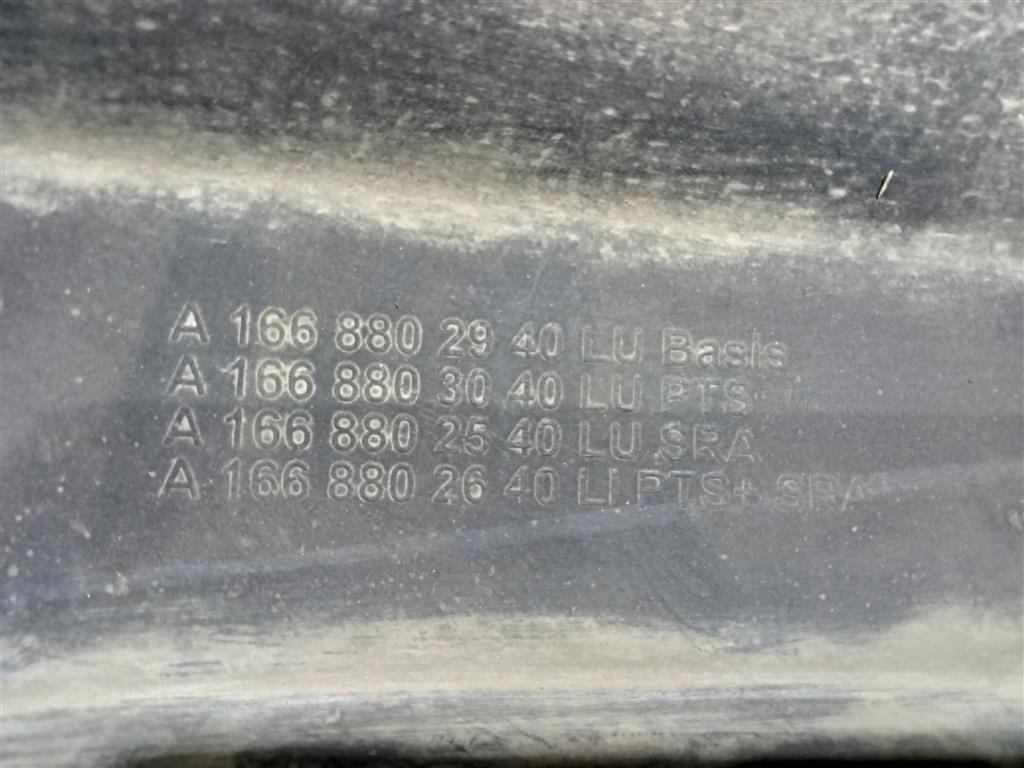 A 166 880 29 40 LU Basis
A 166 880 30 40 LU PTS
A 166 880 25 40 LU SRA
A 166 880 26 40 LU PTS+ SRA